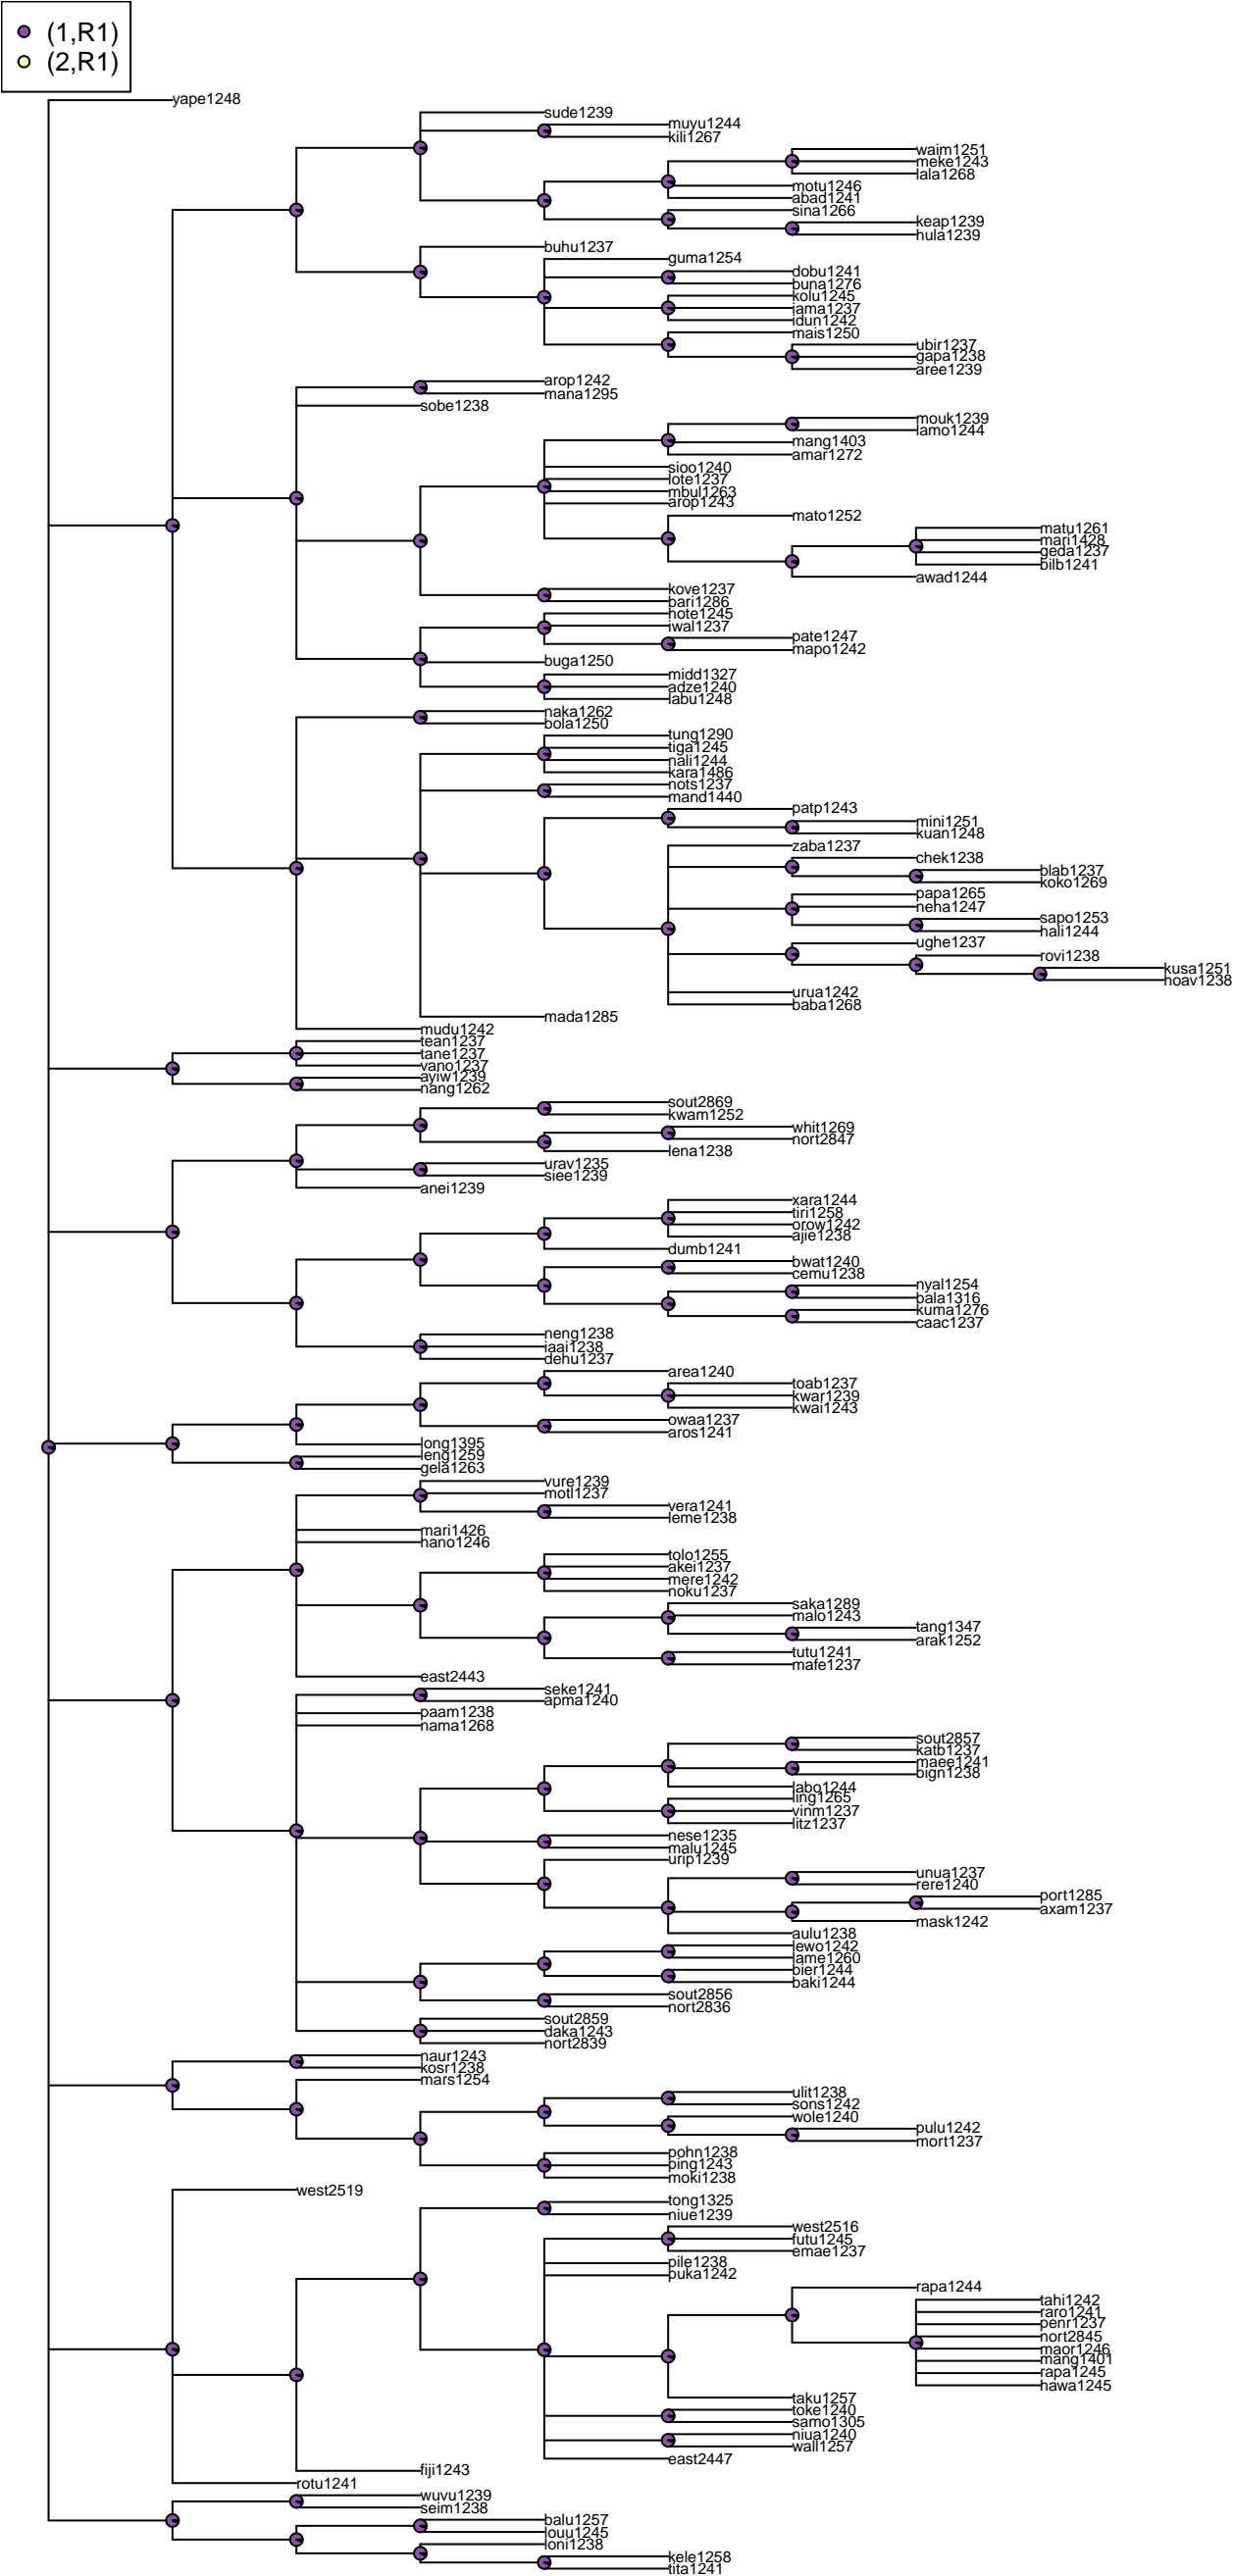 (1,R1)
(2,R1)
yape1248
sude1239
muyu1244
kili1267
waim1251
meke1243
lala1268
motu1246
abad1241
sina1266
keap1239
hula1239
buhu1237
guma1254
dobu1241
buna1276
kolu1245
iama1237
idun1242
mais1250
ubir1237
gapa1238
aree1239
arop1242
mana1295
sobe1238
mouk1239
lamo1244
mang1403
amar1272
sioo1240
lote1237
mbul1263
arop1243
mato1252
matu1261
mari1428
geda1237
bilb1241
awad1244
kove1237
bari1286
hote1245
iwal1237
pate1247
mapo1242
buga1250
midd1327
adze1240
labu1248
naka1262
bola1250
tung1290
tiga1245
nali1244
kara1486
nots1237
mand1440
patp1243
mini1251
kuan1248
zaba1237
chek1238
blab1237
koko1269
papa1265
neha1247
sapo1253
hali1244
ughe1237
rovi1238
kusa1251
hoav1238
urua1242
baba1268
mada1285
mudu1242
tean1237
tane1237
vano1237
ayiw1239
nang1262
sout2869
kwam1252
whit1269
nort2847
lena1238
urav1235
siee1239
anei1239
xara1244
tiri1258
orow1242
ajie1238
dumb1241
bwat1240
cemu1238
nyal1254
bala1316
kuma1276
caac1237
neng1238
iaai1238
dehu1237
area1240
toab1237
kwar1239
kwai1243
owaa1237
aros1241
long1395
leng1259
gela1263
vure1239
motl1237
vera1241
leme1238
mari1426
hano1246
tolo1255
akei1237
mere1242
noku1237
saka1289
malo1243
tang1347
arak1252
tutu1241
mafe1237
east2443
seke1241
apma1240
paam1238
nama1268
sout2857
katb1237
maee1241
bign1238
labo1244
ling1265
vinm1237
litz1237
nese1235
malu1245
urip1239
unua1237
rere1240
port1285
axam1237
mask1242
aulu1238
lewo1242
lame1260
bier1244
baki1244
sout2856
nort2836
sout2859
daka1243
nort2839
naur1243
kosr1238
mars1254
ulit1238
sons1242
wole1240
pulu1242
mort1237
pohn1238
ping1243
moki1238
west2519
tong1325
niue1239
west2516
futu1245
emae1237
pile1238
puka1242
rapa1244
tahi1242
raro1241
penr1237
nort2845
maor1246
mang1401
rapa1245
hawa1245
taku1257
toke1240
samo1305
niua1240
wall1257
east2447
fiji1243
rotu1241
wuvu1239
seim1238
balu1257
louu1245
loni1238
kele1258
tita1241